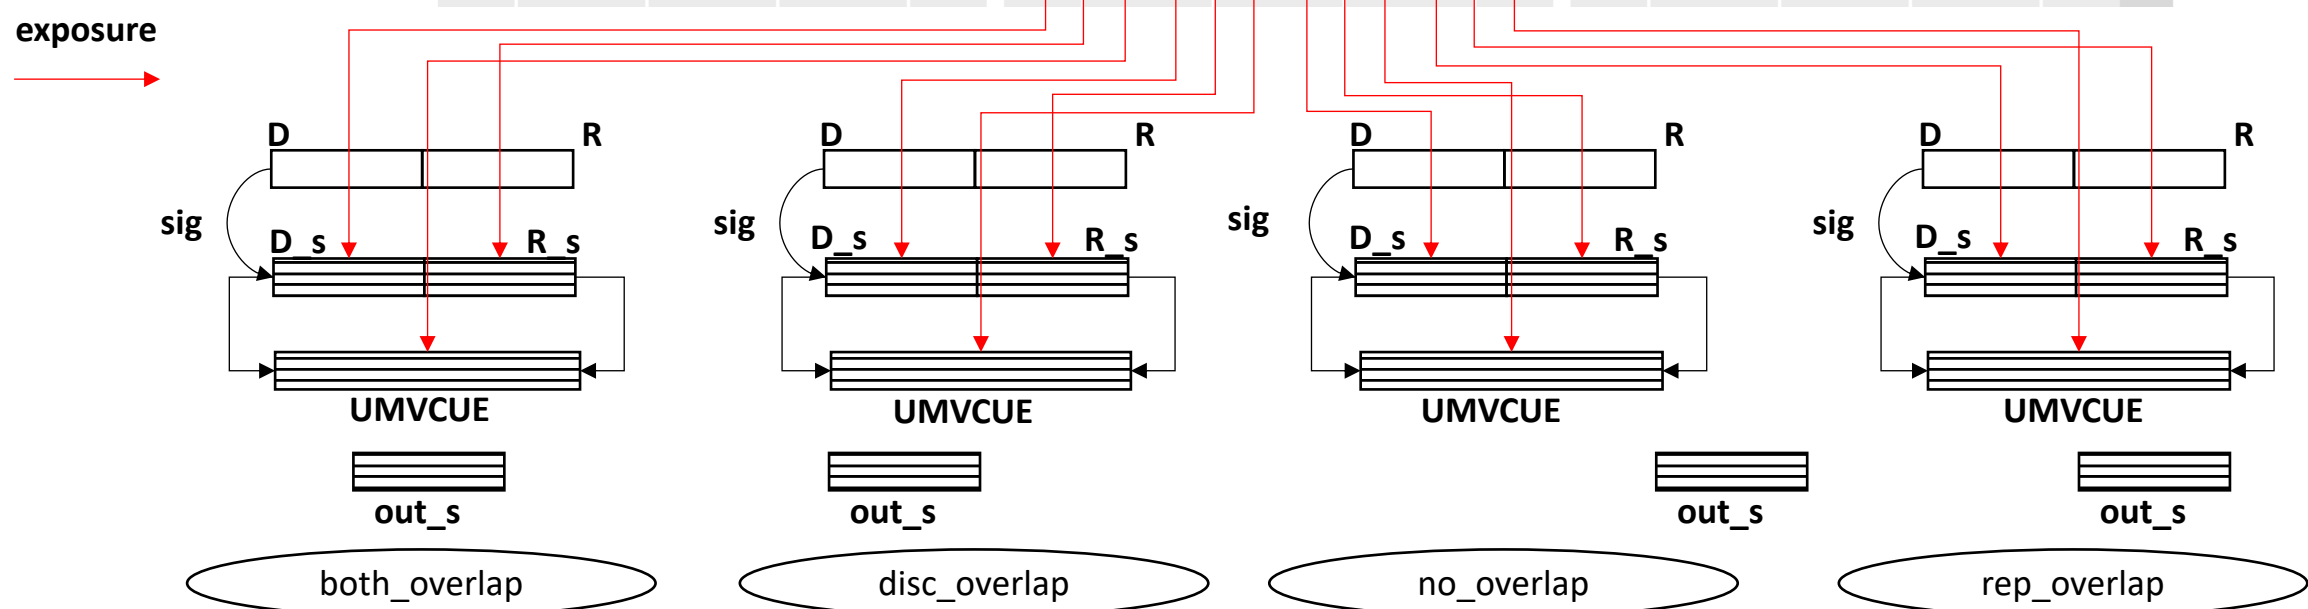 exposure
D R D R D R D R
sig sig sig sig
D_s R_s D_s R_s D_s R_s D_s R_s
UMVCUE UMVCUE UMVCUE UMVCUE
out_s out_s out_s out_s
both_overlap disc_overlap no_overlap rep_overlap